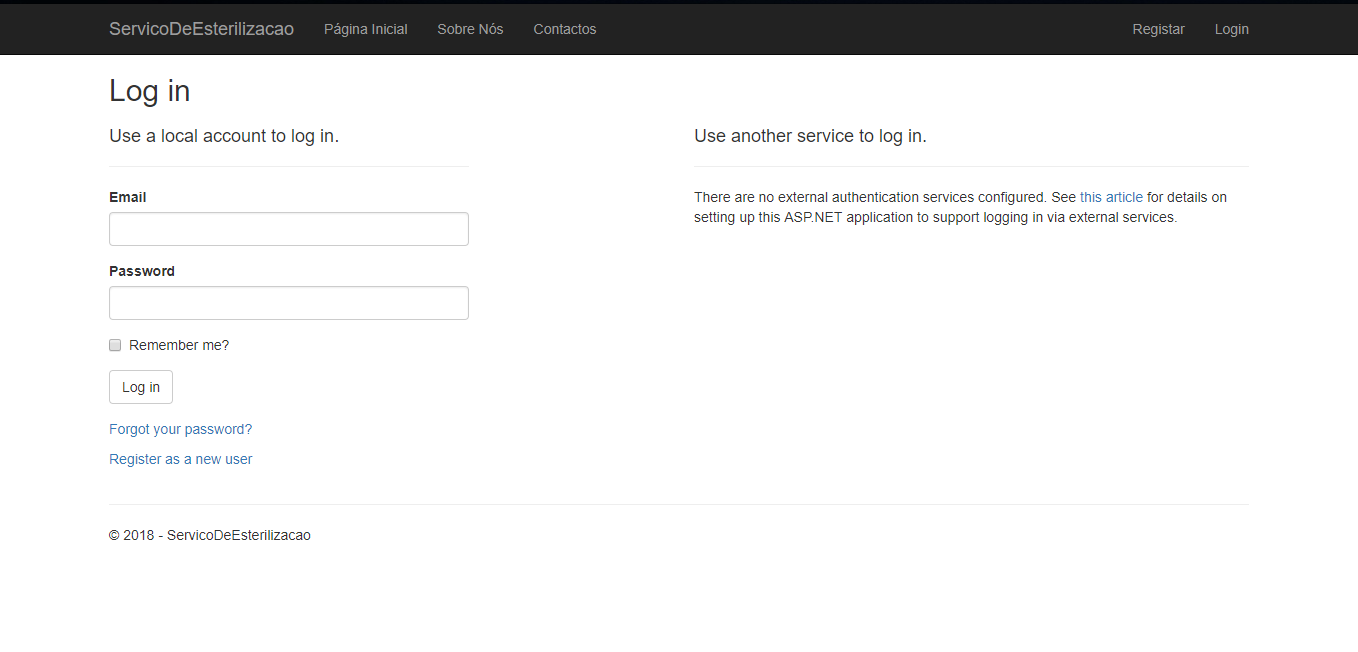 ServicoDeEsterilizacao Página Inicial Sobre Nós Contactos Registar Login
Log in
Use a local account to log in.
Email
Password
Remember me?
Log in
Forgot your password?
Register as a new user
Use another service to log in.
There are no external authentication services configured. See this article for details on
setting up this ASP.NET application to support logging in via external services.
© 2018 - ServicoDeEsterilizacao